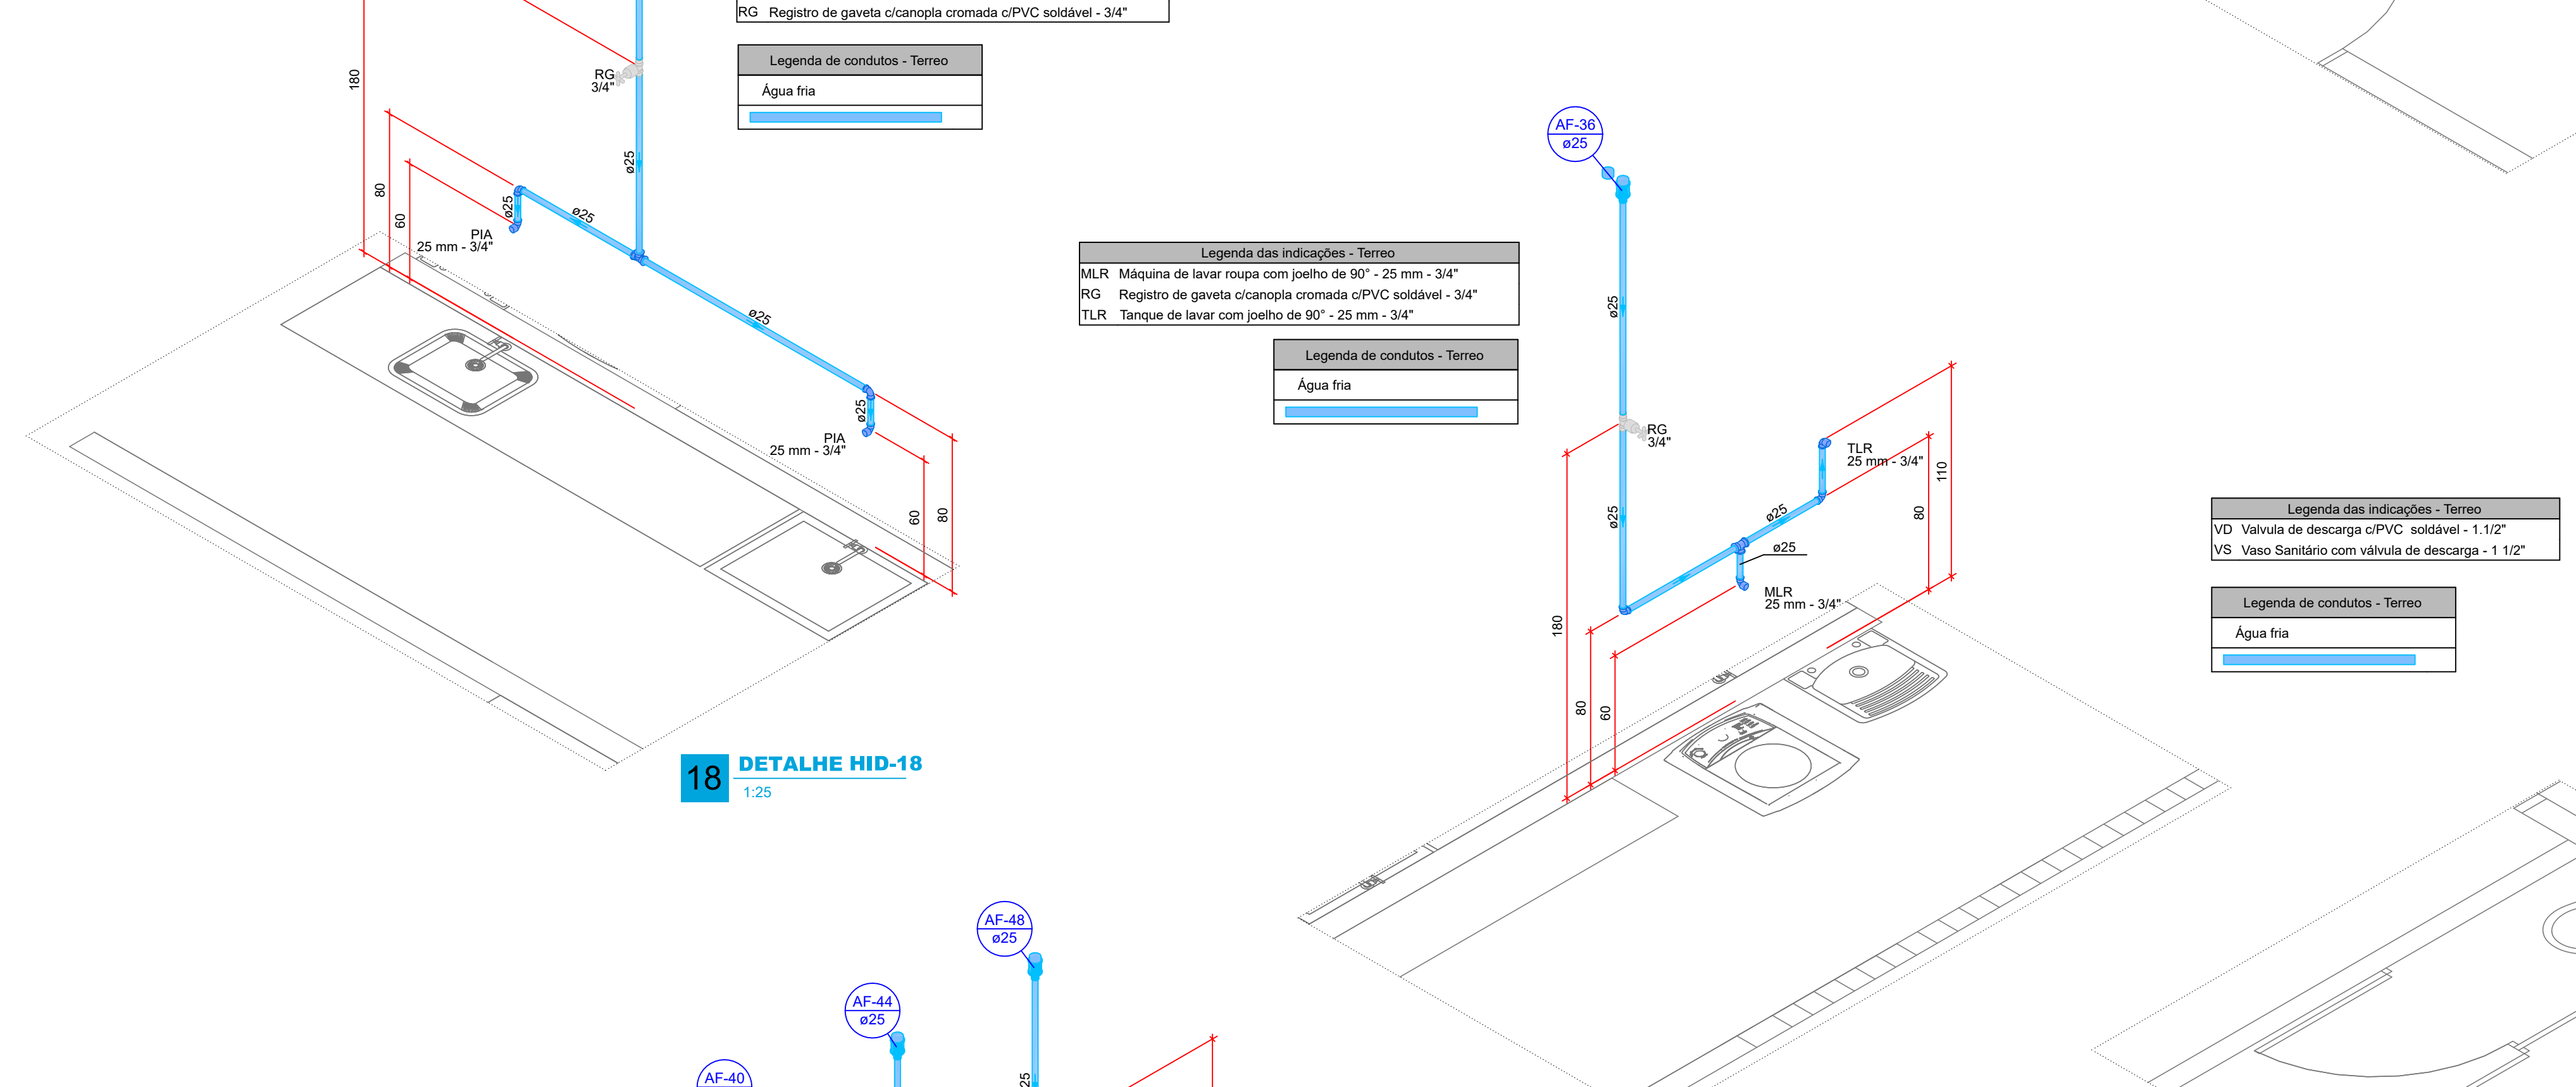 RG Registro de gaveta c/canopla cromada c/PVC soldável - 3/4"
Legenda de condutos - Terreo
Água fria
180
RG
3/4"
ø25
80
60
ø25
ø25
PIA
25 mm - 3/4"
ø25
ø25
PIA
25 mm - 3/4"
60
80
18 DETALHE HID-18
1:25
AF-36
ø25
Legenda das indicações - Terreo
MLR Máquina de lavar roupa com joelho de 90° - 25 mm - 3/4"
RG Registro de gaveta c/canopla cromada c/PVC soldável - 3/4"
TLR Tanque de lavar com joelho de 90° - 25 mm - 3/4"
Legenda de condutos - Terreo
Água fria
ø25
RG
3/4"
ø25
TLR
25 mm - 3/4"
110
80
ø25
ø25
MLR
25 mm - 3/4"
180
80
60
Legenda das indicações - Terreo
VD Valvula de descarga c/PVC soldável - 1.1/2"
VS Vaso Sanitário com válvula de descarga - 1 1/2"
Legenda de condutos - Terreo
Água fria
AF-48
ø25
AF-44
ø25
AF-40
25